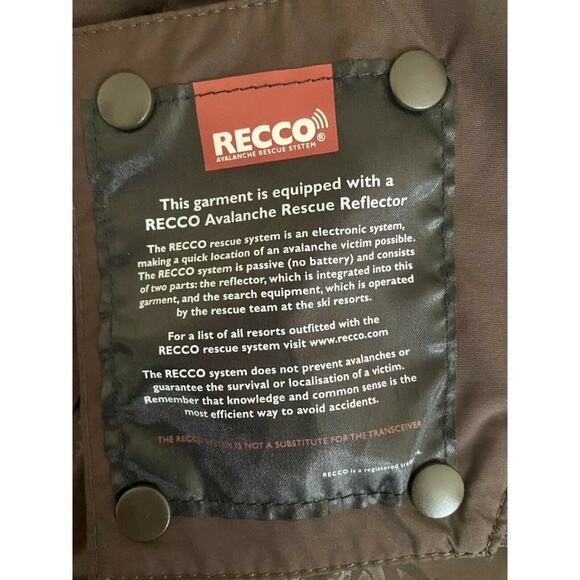 RECCO®
AVALANCHE RESCUE SYSTEM
This garment is equipped with a
RECCO Avalanche Rescue Reflector
The RECCO rescue system is an electronic system,
making a quick location of an avalanche victim possible.
The RECCO system is passive (no battery) and consists
of two parts: the reflector, which is integrated into this
garment, and the search equipment, which is operated
by the rescue team at the ski resorts.
For a list of all resorts outfitted with the
RECCO rescue system visit www.recco.com
The RECCO system does not prevent avalanches or
guarantee the survival or localisation of a victim.
Remember that knowledge and common sense is the
most efficient way to avoid accidents.
THE RECCO SYSTEM IS NOT A SUBSTITUTE FOR THE TRANSCEIVER
RECCO is a registered